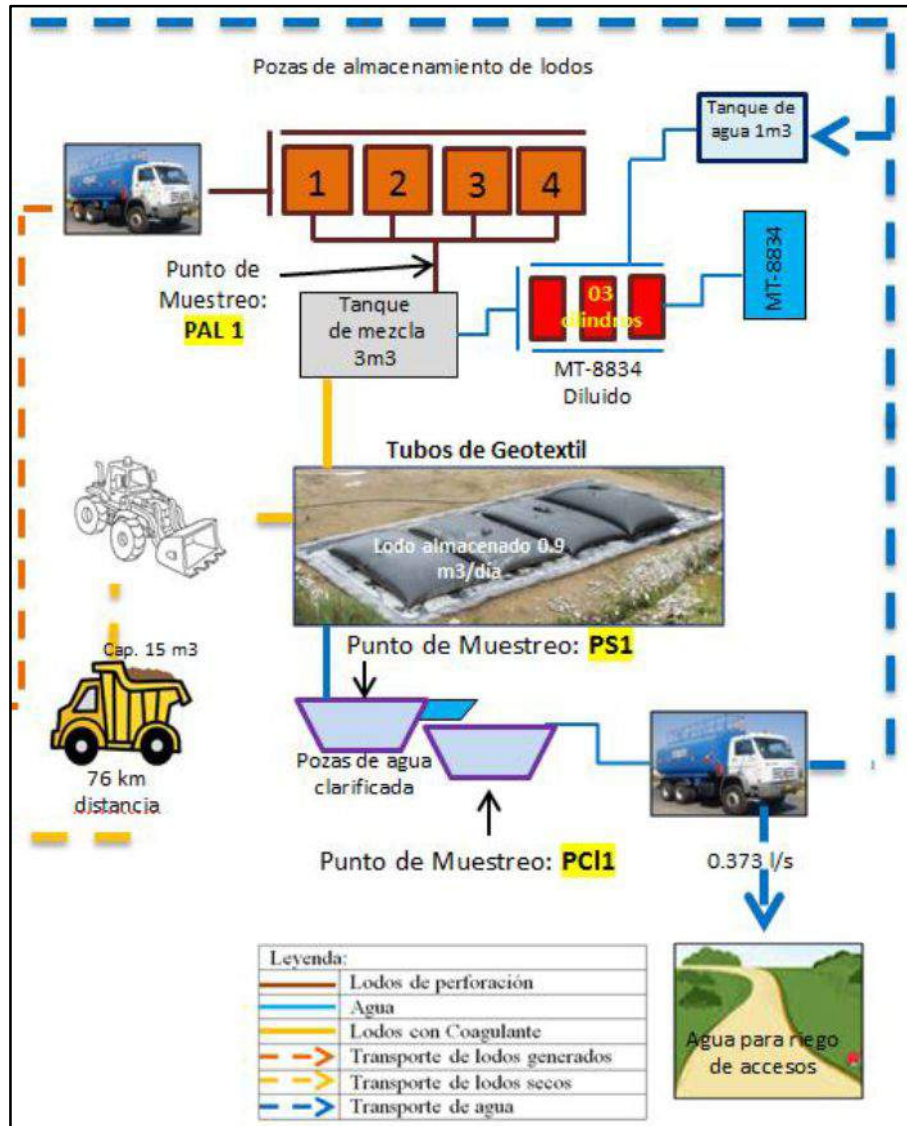 Pozas de almacenamiento de lodos
Tanque de
agua 1m3
1
2
3
4
MT-8834
Punto de
Muestreo:
PAL 1
Tanque
de mezcla
3m3
03
cilindros
MT-8834
Diluido
Tubos de Geotextil
Lodo almacenado 0.9
m3/día
Punto de Muestreo: PS1
Cap. 15 m3
76 km
distancia
Pozas de agua
clarificada
Punto de Muestreo: PCl1
0.373 l/s
Leyenda:
Lodos de perforación
Agua
Lodos con Coagulante
Transporte de lodos generados
Transporte de lodos secos
Transporte de agua
Agua para riego
de accesos